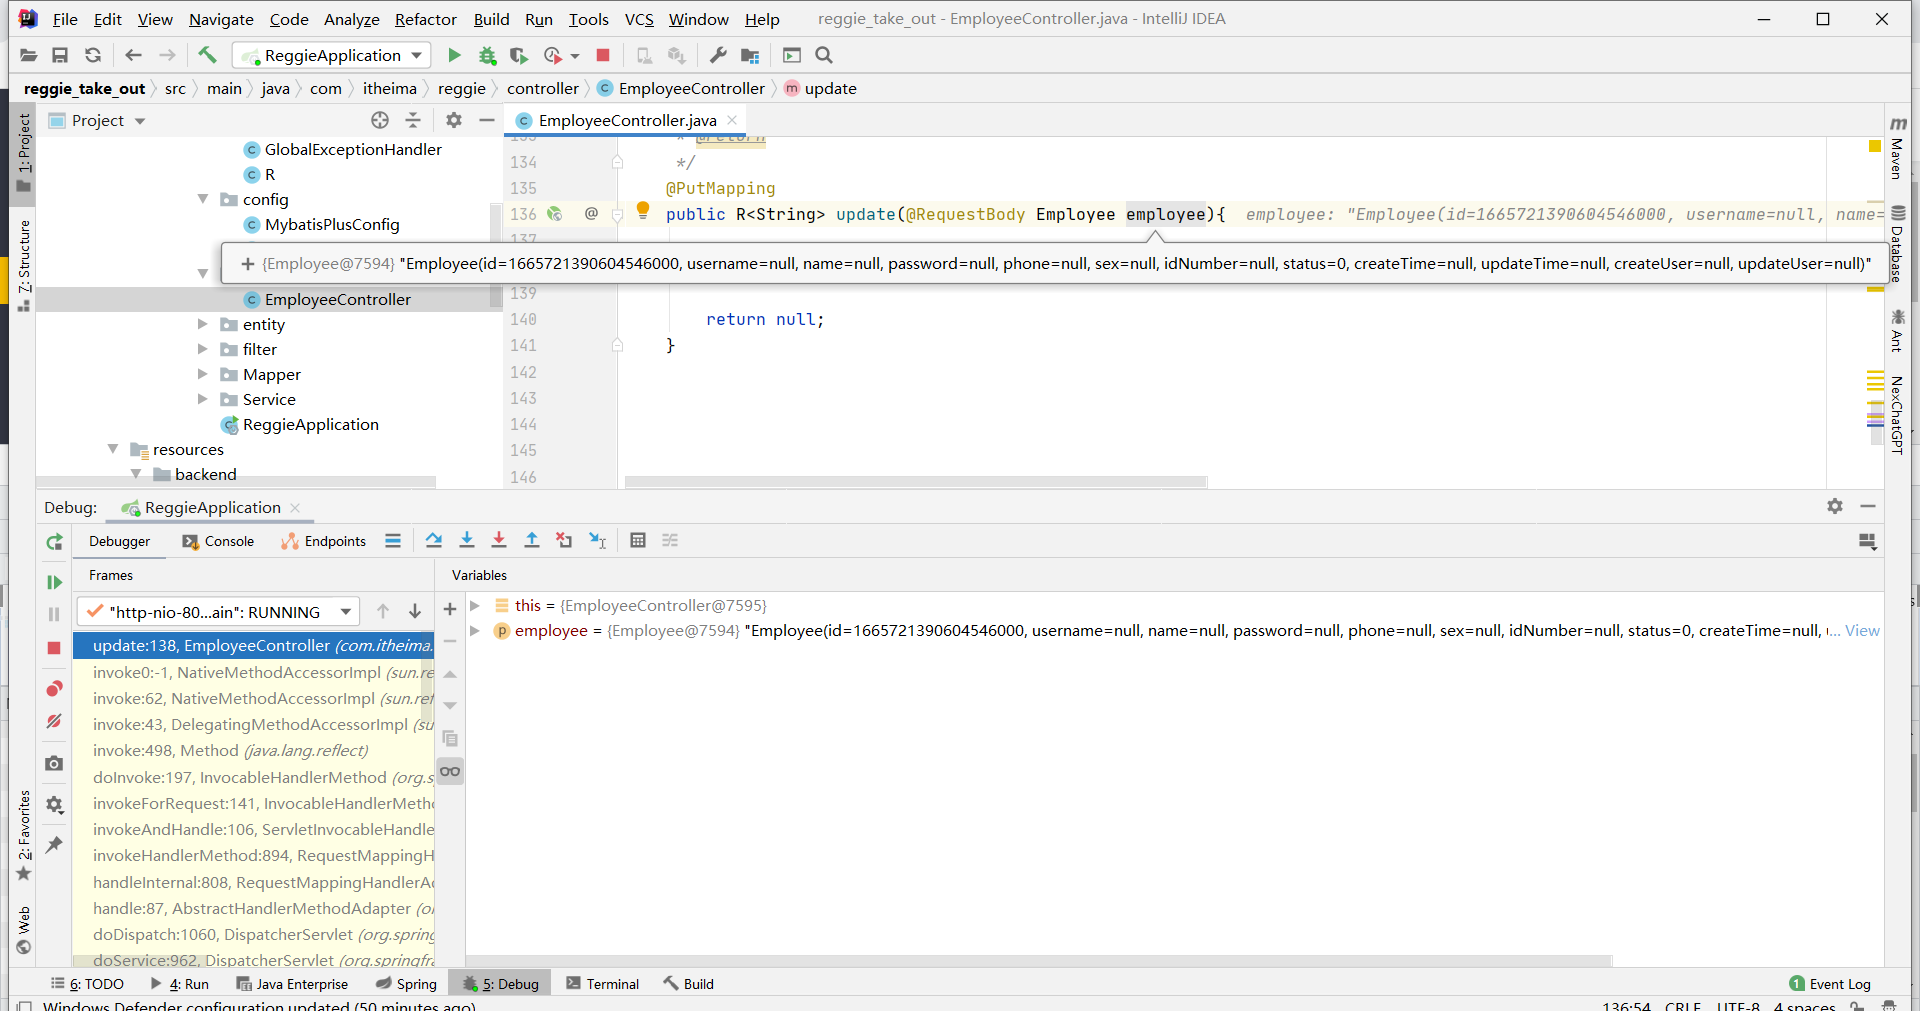 File Edit View Navigate Code Analyze Refactor Build Run Tools VCS Window Help reggie_take_out - EmployeeController.java - IntelliJ IDEA
ReggieApplication
reggie_take_out src main java com itheima reggie controller EmployeeController update
1: Project
Z: Structure
2: Favorites
Web
Project
GlobalExceptionHandler
R
config
MybatisPlusConfig
EmployeeController
entity
filter
Mapper
Service
ReggieApplication
resources
backend
EmployeeController.java
133 * @return
134 */
135 @PutMapping
136 @ public R<String> update(@RequestBody Employee employee){ employee: "Employee(id=1665721390604546000, username=null, name=
137
{Employee@7594} "Employee(id=1665721390604546000, username=null, name=null, password=null, phone=null, sex=null, idNumber=null, status=0, createTime=null, updateTime=null, createUser=null, updateUser=null)"
139
140 return null;
141 }
142
143
144
145
146
Maven
Database
Ant
NexChatGPT
Debug: ReggieApplication
Debugger Console Endpoints
Frames
"http-nio-80...ain": RUNNING
update:138, EmployeeController (com.itheima.
invoke0:-1, NativeMethodAccessorImpl (sun.re
invoke:62, NativeMethodAccessorImpl (sun.ref
invoke:43, DelegatingMethodAccessorImpl (su
invoke:498, Method (java.lang.reflect)
doInvoke:197, InvocableHandlerMethod (org.s
invokeForRequest:141, InvocableHandlerMetho
invokeAndHandle:106, ServletInvocableHandle
invokeHandlerMethod:894, RequestMappingH
handleInternal:808, RequestMappingHandlerAd
handle:87, AbstractHandlerMethodAdapter (or
doDispatch:1060, DispatcherServlet (org.spring
doService:962, DispatcherServlet (org.springfra
Variables
this = {EmployeeController@7595}
employee = {Employee@7594} "Employee(id=1665721390604546000, username=null, name=null, password=null, phone=null, sex=null, idNumber=null, status=0, createTime=null, ... View
6: TODO 4: Run Java Enterprise Spring 5: Debug Terminal Build 1 Event Log
Windows Defender configuration updated (50 minutes ago) 136:54 CRLF UTF-8 4 spaces